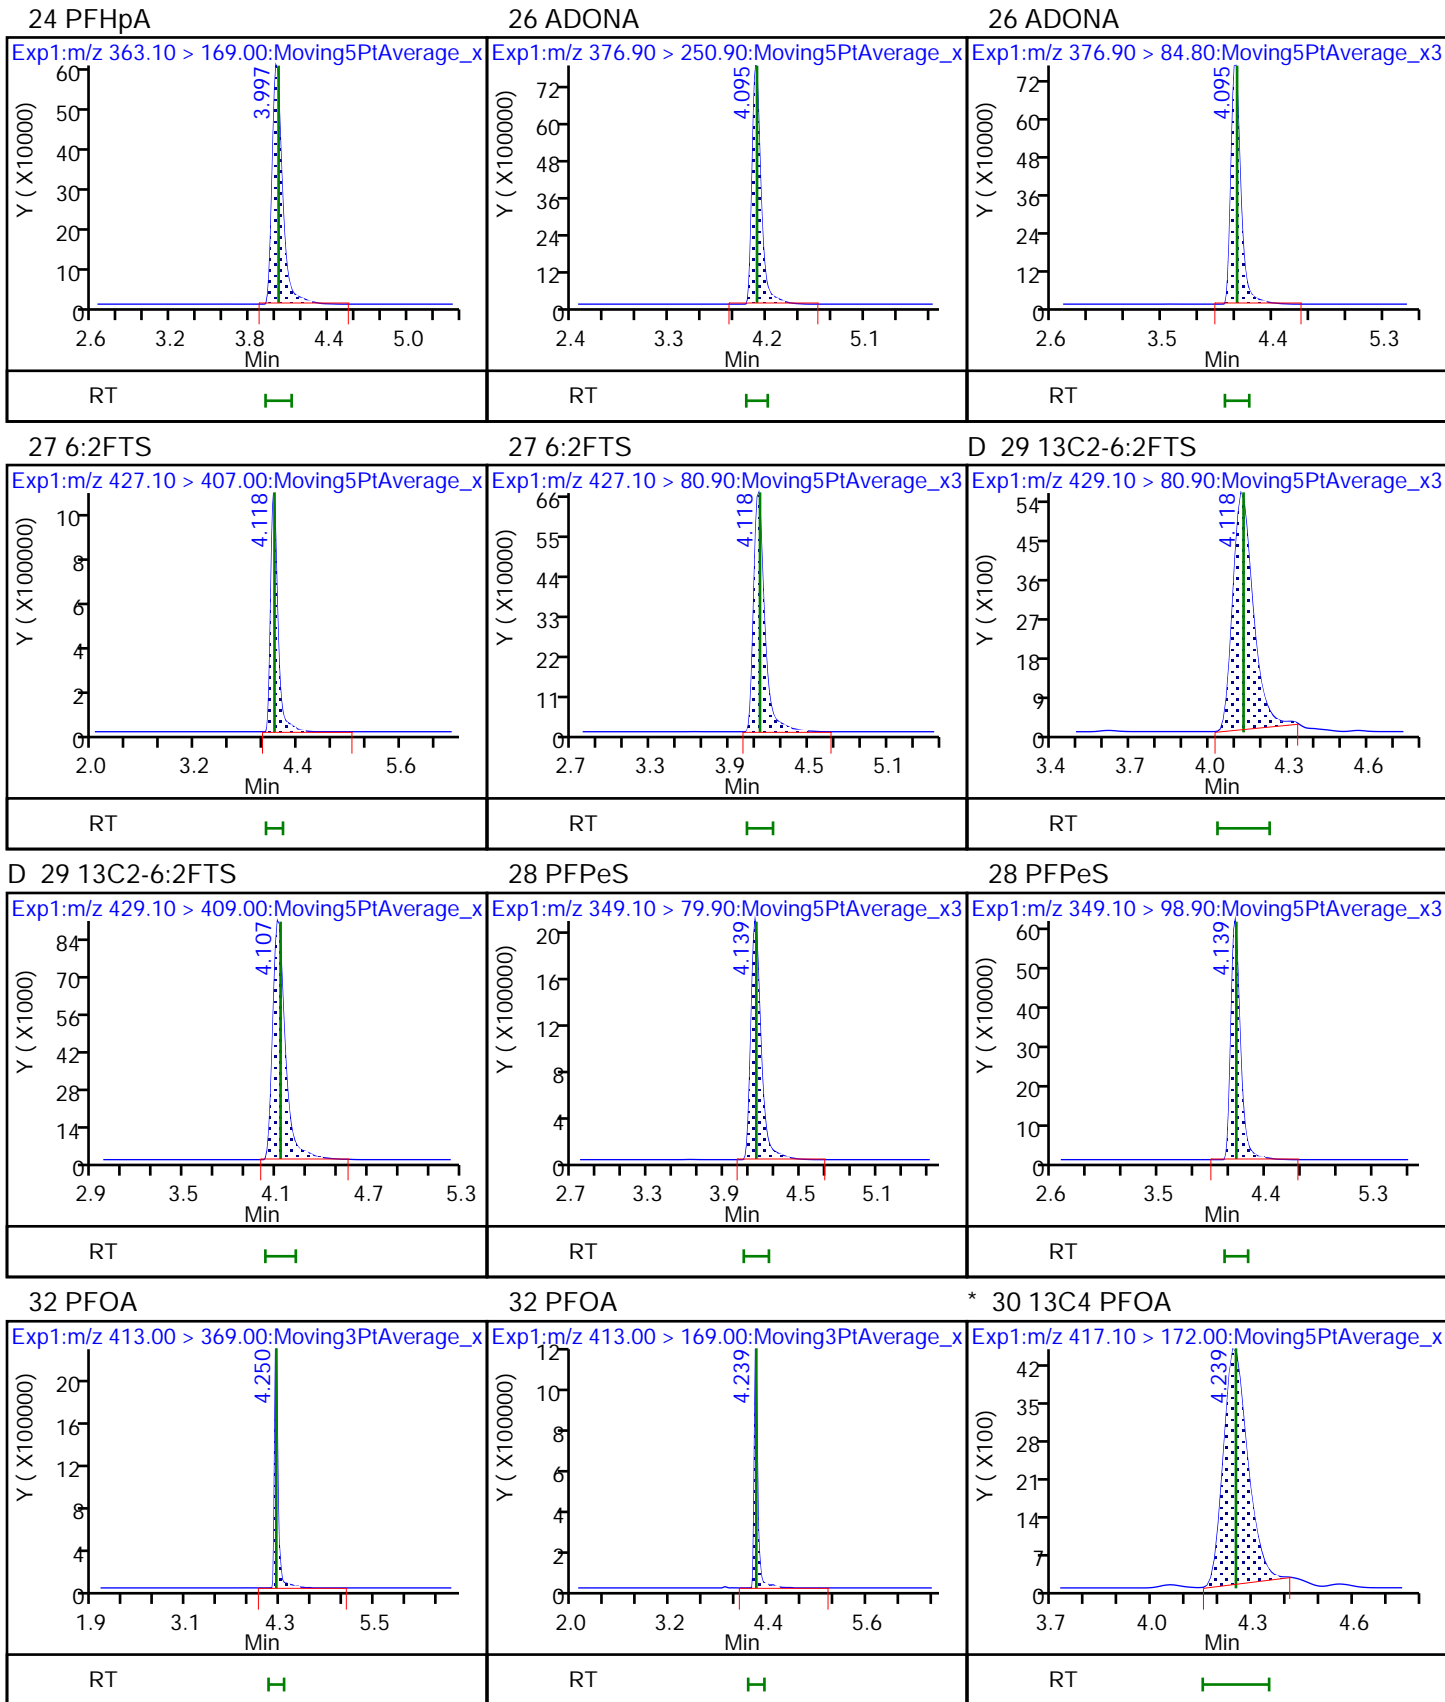 24 PFHpA
26 ADONA
26 ADONA
Exp1:m/z 363.10 > 169.00:Moving5PtAverage_x
Exp1:m/z 376.90 > 250.90:Moving5PtAverage_x
Exp1:m/z 376.90 > 84.80:Moving5PtAverage_x3
3.997
4.095
4.095
Y ( X10000)
60
50
40
30
20
10
0
2.6 3.2 3.8 4.4 5.0
Min
RT
Y ( X100000)
72
60
48
36
24
12
0
2.4 3.3 4.2 5.1
Min
RT
Y ( X10000)
72
60
48
36
24
12
0
2.6 3.5 4.4 5.3
Min
RT
27 6:2FTS
27 6:2FTS
D 29 13C2-6:2FTS
Exp1:m/z 427.10 > 407.00:Moving5PtAverage_x
Exp1:m/z 427.10 > 80.90:Moving5PtAverage_x3
Exp1:m/z 429.10 > 80.90:Moving5PtAverage_x3
4.118
4.118
4.118
Y ( X100000)
10
8
6
4
2
0
2.0 3.2 4.4 5.6
Min
RT
Y ( X10000)
66
55
44
33
22
11
0
2.7 3.3 3.9 4.5 5.1
Min
RT
Y ( X100)
54
45
36
27
18
9
0
3.4 3.7 4.0 4.3 4.6
Min
RT
D 29 13C2-6:2FTS
28 PFPeS
28 PFPeS
Exp1:m/z 429.10 > 409.00:Moving5PtAverage_x
Exp1:m/z 349.10 > 79.90:Moving5PtAverage_x3
Exp1:m/z 349.10 > 98.90:Moving5PtAverage_x3
4.107
4.139
4.139
Y ( X1000)
84
70
56
42
28
14
0
2.9 3.5 4.1 4.7 5.3
Min
RT
Y ( X100000)
20
16
12
8
4
0
2.7 3.3 3.9 4.5 5.1
Min
RT
Y ( X10000)
60
50
40
30
20
10
0
2.6 3.5 4.4 5.3
Min
RT
32 PFOA
32 PFOA
* 30 13C4 PFOA
Exp1:m/z 413.00 > 369.00:Moving3PtAverage_x
Exp1:m/z 413.00 > 169.00:Moving3PtAverage_x
Exp1:m/z 417.10 > 172.00:Moving5PtAverage_x
4.250
4.239
4.239
Y ( X100000)
20
16
12
8
4
0
1.9 3.1 4.3 5.5
Min
RT
Y ( X100000)
12
10
8
6
4
2
0
2.0 3.2 4.4 5.6
Min
RT
Y ( X100)
42
35
28
21
14
7
0
3.7 4.0 4.3 4.6
Min
RT